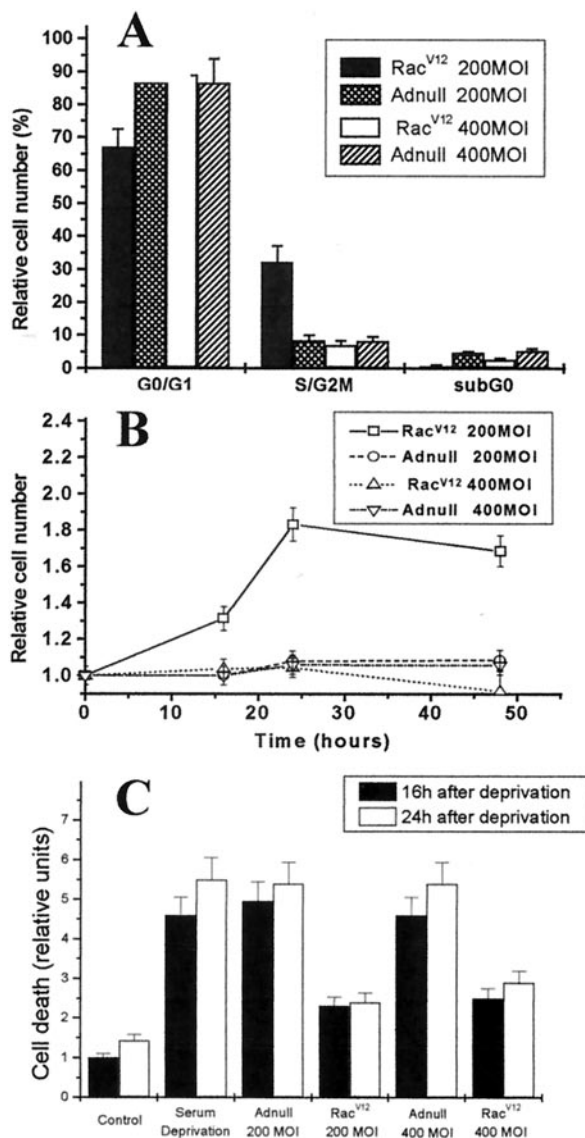 A
Relative cell number (%)
100
90
80
70
60
50
40
30
20
10
0
Rac^V12 200MOI
Adnull 200MOI
Rac^V12 400MOI
Adnull 400MOI
G0/G1 S/G2M subG0
B
Relative cell number
2.4
2.2
2.0
1.8
1.6
1.4
1.2
1.0
Rac^V12 200MOI
Adnull 200MOI
Rac^V12 400MOI
Adnull 400MOI
0 10 20 30 40 50
Time (hours)
C
Cell death (relative units)
7
6
5
4
3
2
1
0
16h after deprivation
24h after deprivation
Control Serum Adnull Rac^V12 Adnull Rac^V12
Deprivation 200 MOI 200 MOI 400 MOI 400 MOI